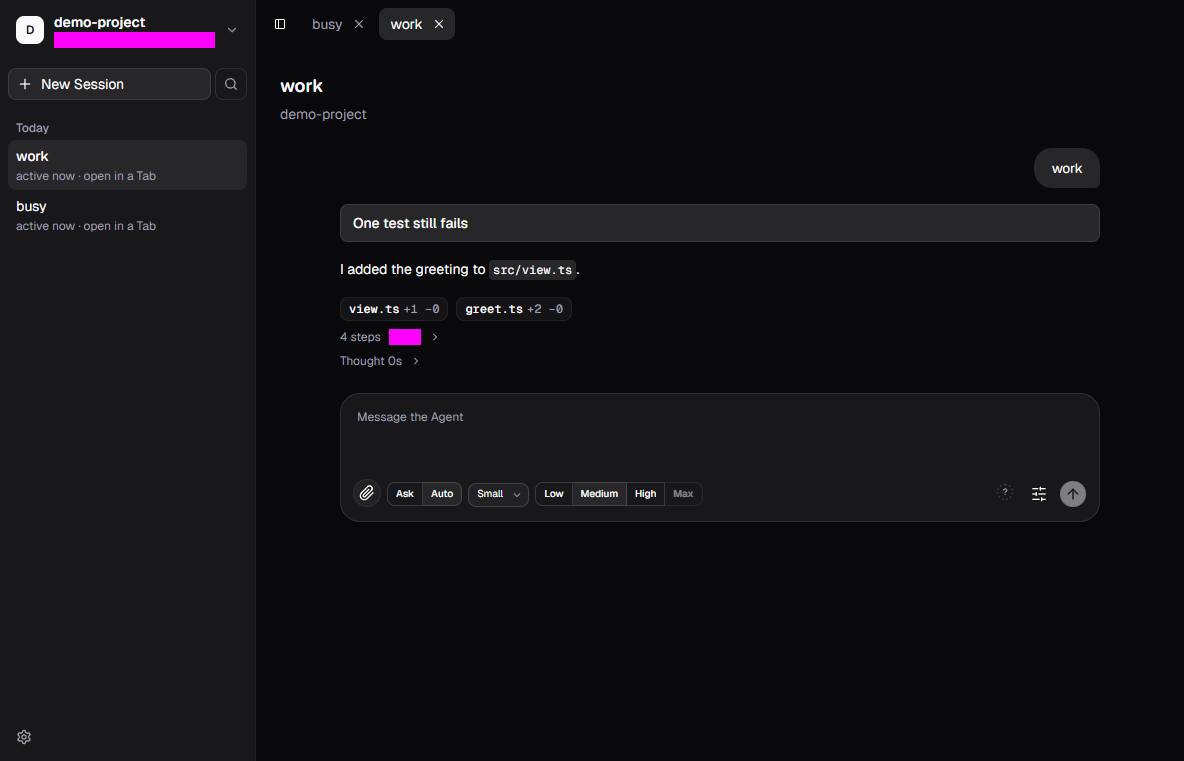 D
demo-project
busy
work
New Session
Today
work
active now · open in a Tab
busy
active now · open in a Tab
work
demo-project
work
One test still fails
I added the greeting to src/view.ts.
view.ts +1 −0 greet.ts +2 −0
4 steps
Thought 0s
Message the Agent
Ask Auto Small Low Medium High Max ?